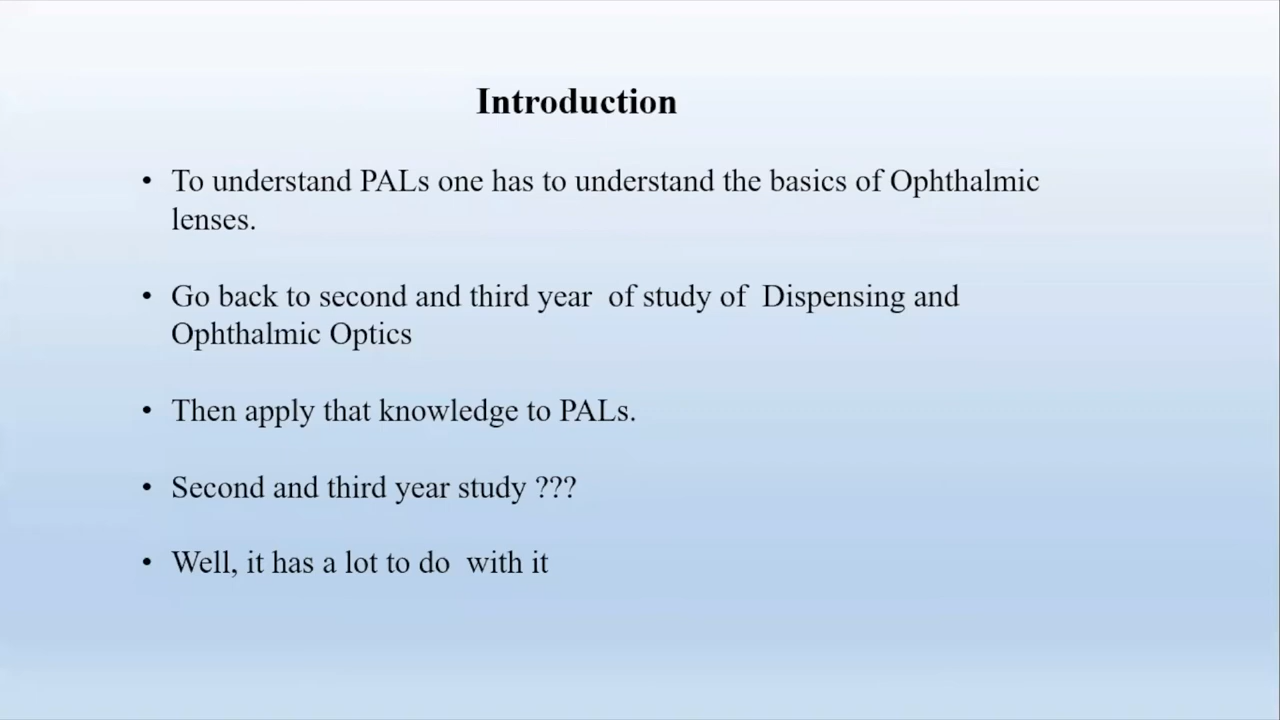 Introduction
• To understand PALs one has to understand the basics of Ophthalmic
lenses.
• Go back to second and third year  of study of  Dispensing and
Ophthalmic Optics
• Then apply that knowledge to PALs.
• Second and third year study ???
• Well, it has a lot to do  with it